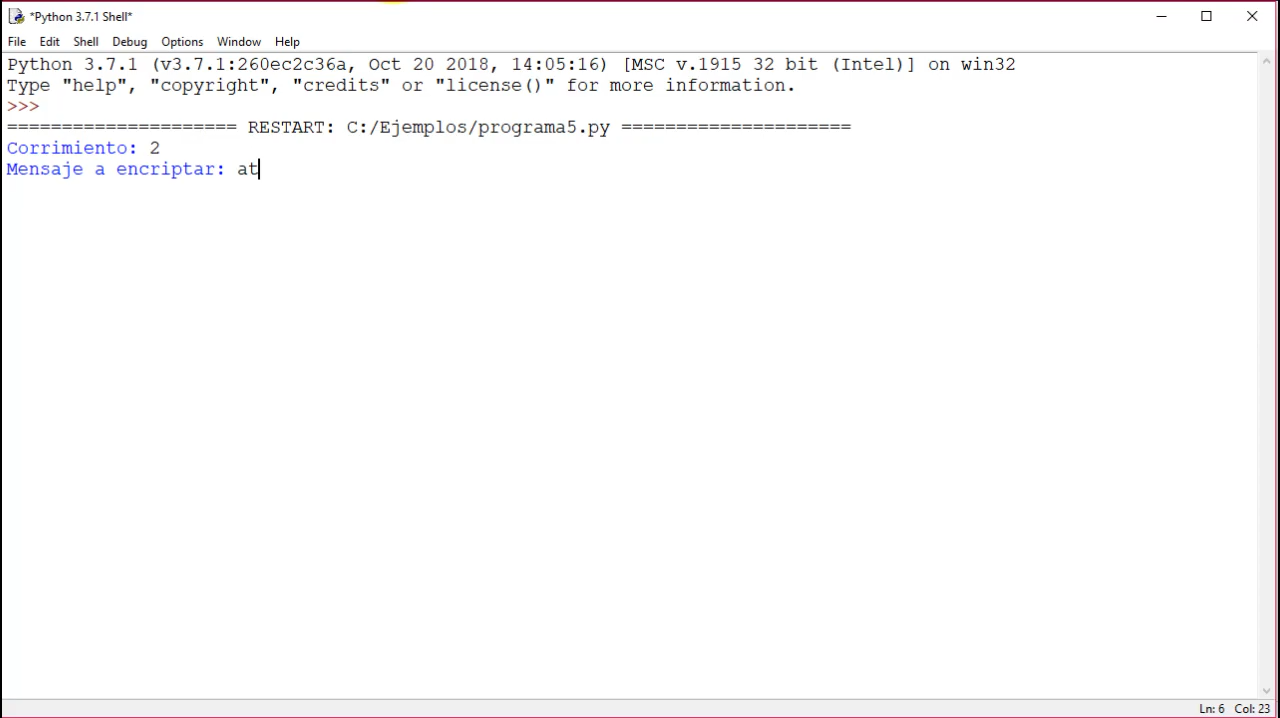 *Python 3.7.1 Shell*
File Edit Shell Debug Options Window Help
Python 3.7.1 (v3.7.1:260ec2c36a, Oct 20 2018, 14:05:16) [MSC v.1915 32 bit (Intel)] on win32
Type "help", "copyright", "credits" or "license()" for more information.
>>>
===================== RESTART: C:/Ejemplos/programa5.py =====================
Corrimiento: 2
Mensaje a encriptar: at
Ln: 6 Col: 23